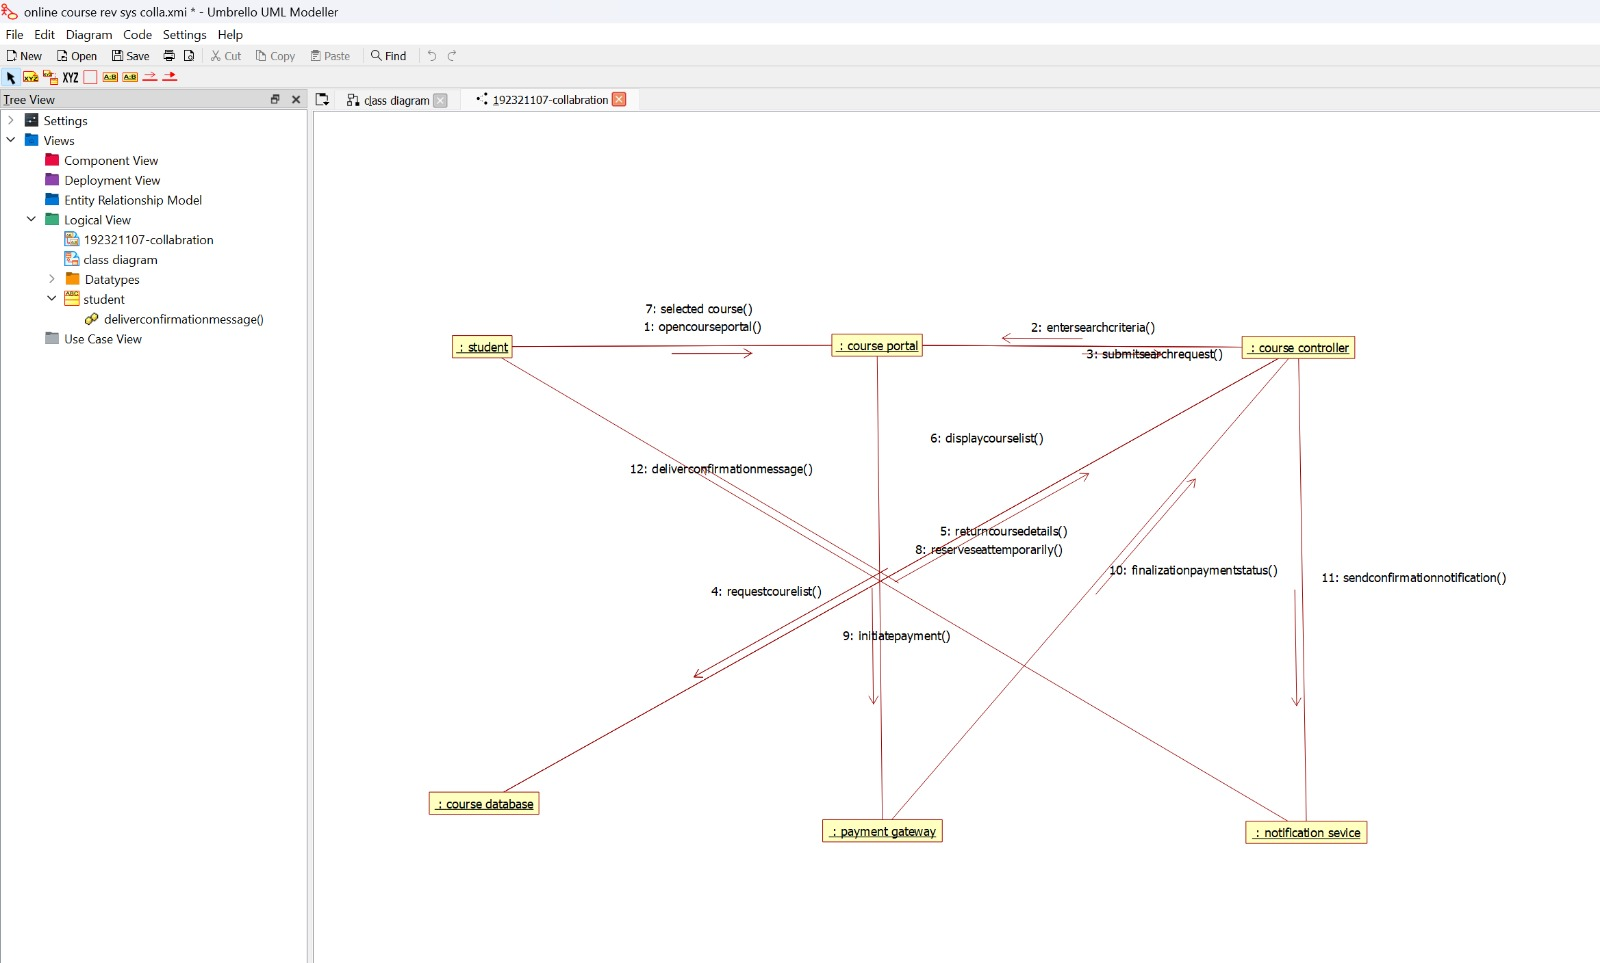 online course rev sys colla.xmi * - Umbrello UML Modeller
File Edit Diagram Code Settings Help
New Open Save Cut Copy Paste Find
XYZ XYZ A:B A:B
Tree View
class diagram
192321107-collabration
Settings
Views
Component View
Deployment View
Entity Relationship Model
Logical View
192321107-collabration
class diagram
Datatypes
ABC student
deliverconfirmationmessage()
Use Case View
7: selected course()
1: opencourseportal()
2: entersearchcriteria()
: student
: course portal
: course controller
3: submitsearchrequest()
6: displaycourselist()
12: deliverconfirmationmessage()
5: returncoursedetails()
8: reserveseattemporarily()
10: finalizationpaymentstatus()
11: sendconfirmationnotification()
4: requestcourelist()
9: initiatepayment()
: course database
: payment gateway
: notification sevice